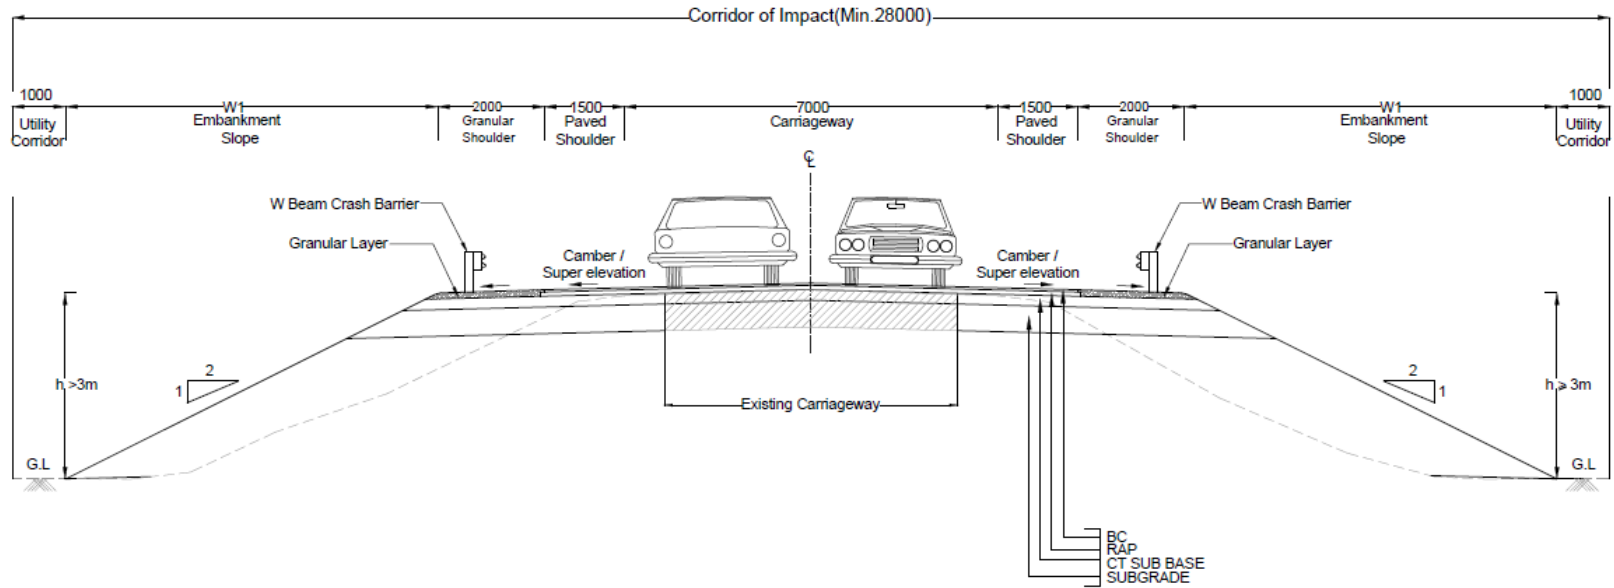 Corridor of Impact(Min.28000)
1000
W1
2000
1500
7000
1500
2000
W1
1000
Utility
Corridor
Embankment
Slope
Granular
Shoulder
Paved
Shoulder
Carriageway
Paved
Shoulder
Granular
Shoulder
Embankment
Slope
Utility
Corridor
℄
W Beam Crash Barrier
W Beam Crash Barrier
Granular Layer
Granular Layer
Camber /
Super elevation
Camber /
Super elevation
2
1
h >3m
2
1
h ≥ 3m
Existing Carriageway
G.L
G.L
BC
RAP
CT SUB BASE
SUBGRADE